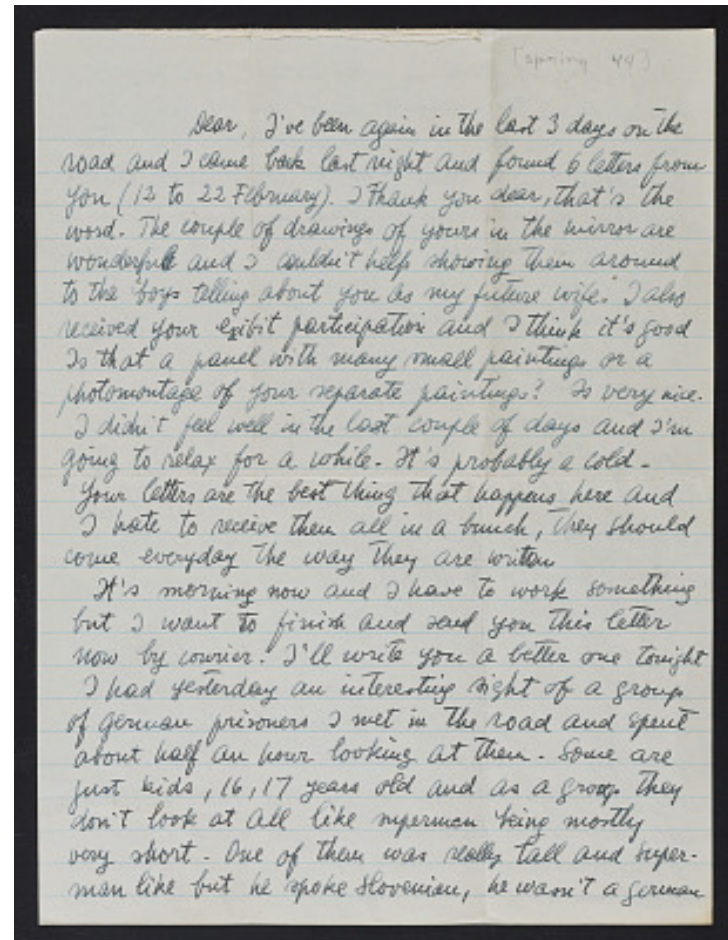 [spring 44]
Dear, I've been again in the last 3 days on the
road and I came back last night and found 6 letters from
you (12 to 22 February). I thank you dear, that's the
word. The couple of drawings of yours in the mirror are
wonderful and I couldn't help showing them around
to the "boys telling about you as my future wife." I also
received your exibit participation and I think it's good
Is that a panel with many small paintings or a
photomontage of your separate paintings? Is very nice.
I didn't feel well in the last couple of days and I'm
going to relax for a while. It's probably a cold.
Your letters are the best thing that happens here and
I hate to receive them all in a bunch, they should
come everyday the way they are written
It's morning now and I have to work something
but I want to finish and send you this letter
now by courier. I'll write you a better one tonight
I had yesterday an interesting sight of a group
of german prisoners I met in the road and spent
about half an hour looking at them. Some are
just kids, 16, 17 years old and as a group they
don't look at all like supermen being mostly
very short. One of them was really tall and super-
man like but he spoke Slovenian, he wasn't a german